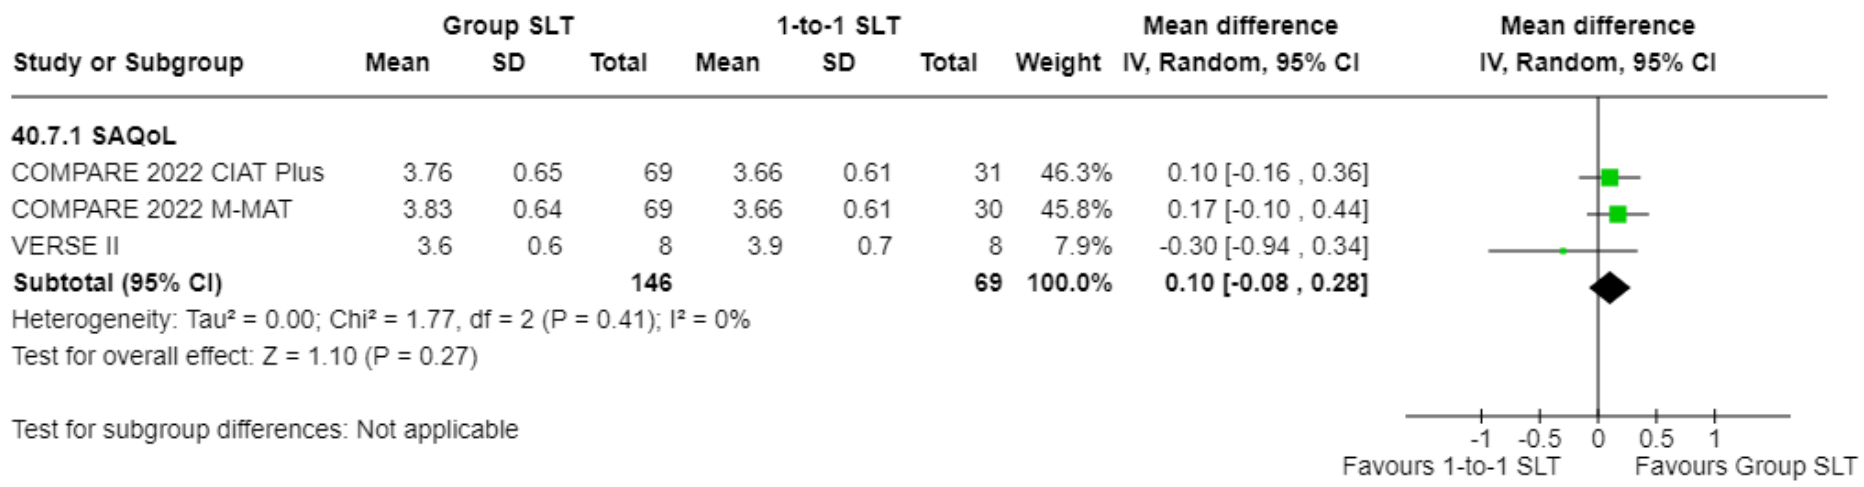 Group SLT 1-to-1 SLT Mean difference Mean difference
Study or Subgroup Mean SD Total Mean SD Total Weight IV, Random, 95% CI IV, Random, 95% CI
40.7.1 SAQoL
COMPARE 2022 CIAT Plus 3.76 0.65 69 3.66 0.61 31 46.3% 0.10 [-0.16 , 0.36]
COMPARE 2022 M-MAT 3.83 0.64 69 3.66 0.61 30 45.8% 0.17 [-0.10 , 0.44]
VERSE II 3.6 0.6 8 3.9 0.7 8 7.9% -0.30 [-0.94 , 0.34]
Subtotal (95% CI) 146 69 100.0% 0.10 [-0.08 , 0.28]
Heterogeneity: Tau² = 0.00; Chi² = 1.77, df = 2 (P = 0.41); I² = 0%
Test for overall effect: Z = 1.10 (P = 0.27)
Test for subgroup differences: Not applicable
-1 -0.5 0 0.5 1
Favours 1-to-1 SLT Favours Group SLT